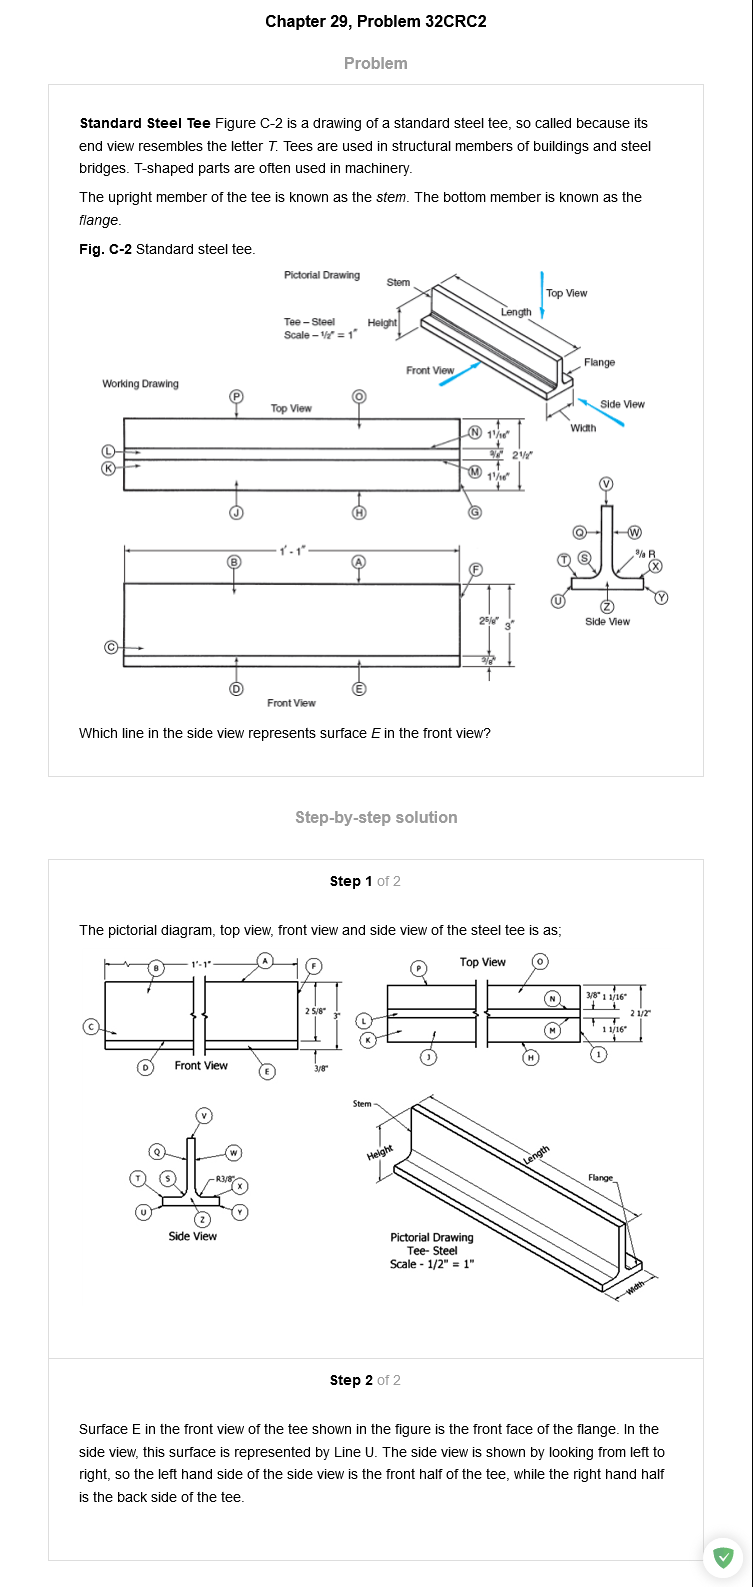 Chapter 29, Problem 32CRC2
Problem
Standard Steel Tee Figure C-2 is a drawing of a standard steel tee, so called because its
end view resembles the letter T. Tees are used in structural members of buildings and steel
bridges. T-shaped parts are often used in machinery.
The upright member of the tee is known as the stem. The bottom member is known as the
flange.
Fig. C-2 Standard steel tee.
Pictorial Drawing
Stem
Top View
Length
Tee – Steel
Scale – 1/2" = 1"
Height
Front View
Flange
Side View
Width
Working Drawing
P
Top View
O
N
1 1/16"
L
3/8"
2 1/2"
K
M
1 1/16"
J
H
G
V
Q
W
1' - 1"
B
A
F
T
S
3/8 R
X
U
Z
Y
Side View
2 5/8"
3"
C
3/8"
D
E
Front View
Which line in the side view represents surface E in the front view?
Step-by-step solution
Step 1 of 2
The pictorial diagram, top view, front view and side view of the steel tee is as;
B
1'-1"
A
F
2 5/8"
3"
C
D
Front View
E
3/8"
P
Top View
O
N
3/8" 1 1/16"
2 1/2"
L
K
M
1 1/16"
J
H
1
V
Q
W
T
S
R3/8"
X
U
Z
Y
Side View
Stem
Height
Length
Flange
Width
Pictorial Drawing
Tee- Steel
Scale - 1/2" = 1"
Step 2 of 2
Surface E in the front view of the tee shown in the figure is the front face of the flange. In the
side view, this surface is represented by Line U. The side view is shown by looking from left to
right, so the left hand side of the side view is the front half of the tee, while the right hand half
is the back side of the tee.